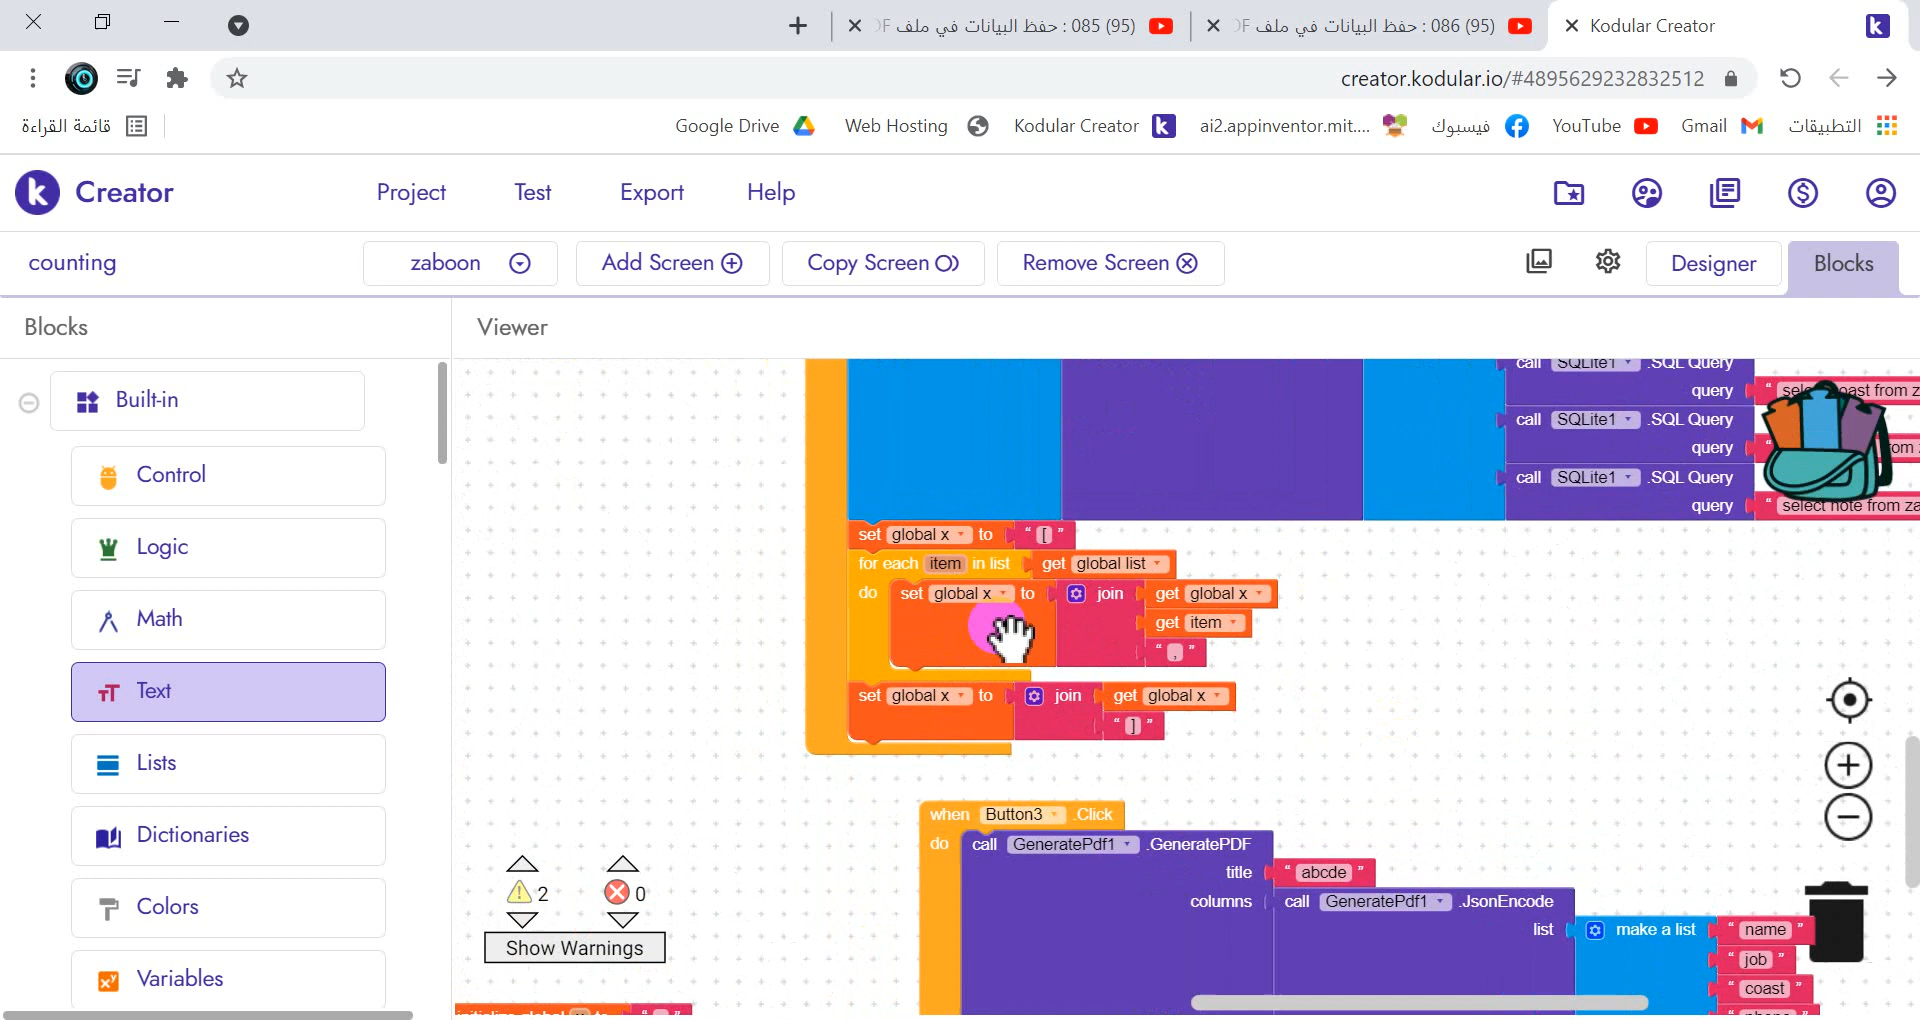 (95) 085 : حفظ البيانات في ملف
(95) 086 : حفظ البيانات في ملف
Kodular Creator
creator.kodular.io/#4895629232832512
قائمة القراءة
Google Drive
Web Hosting
Kodular Creator
ai2.appinventor.mit....
فيسبوك
YouTube
Gmail
التطبيقات
Creator
Project
Test
Export
Help
counting
zaboon
Add Screen
Copy Screen
Remove Screen
Designer
Blocks
Blocks
Viewer
Built-in
Control
Logic
Math
Text
Lists
Dictionaries
Colors
Variables
call SQLite1 .SQL Query
query
call SQLite1 .SQL Query
query
call SQLite1 .SQL Query
query " select note from za
set global x to " [ "
for each item in list get global list
do set global x to join get global x
get item
" , "
set global x to join get global x
" ] "
when Button3 .Click
do call GeneratePdf1 .GeneratePDF
title " abcde "
columns call GeneratePdf1 .JsonEncode
list make a list " name "
" job "
" coast "
2
0
Show Warnings